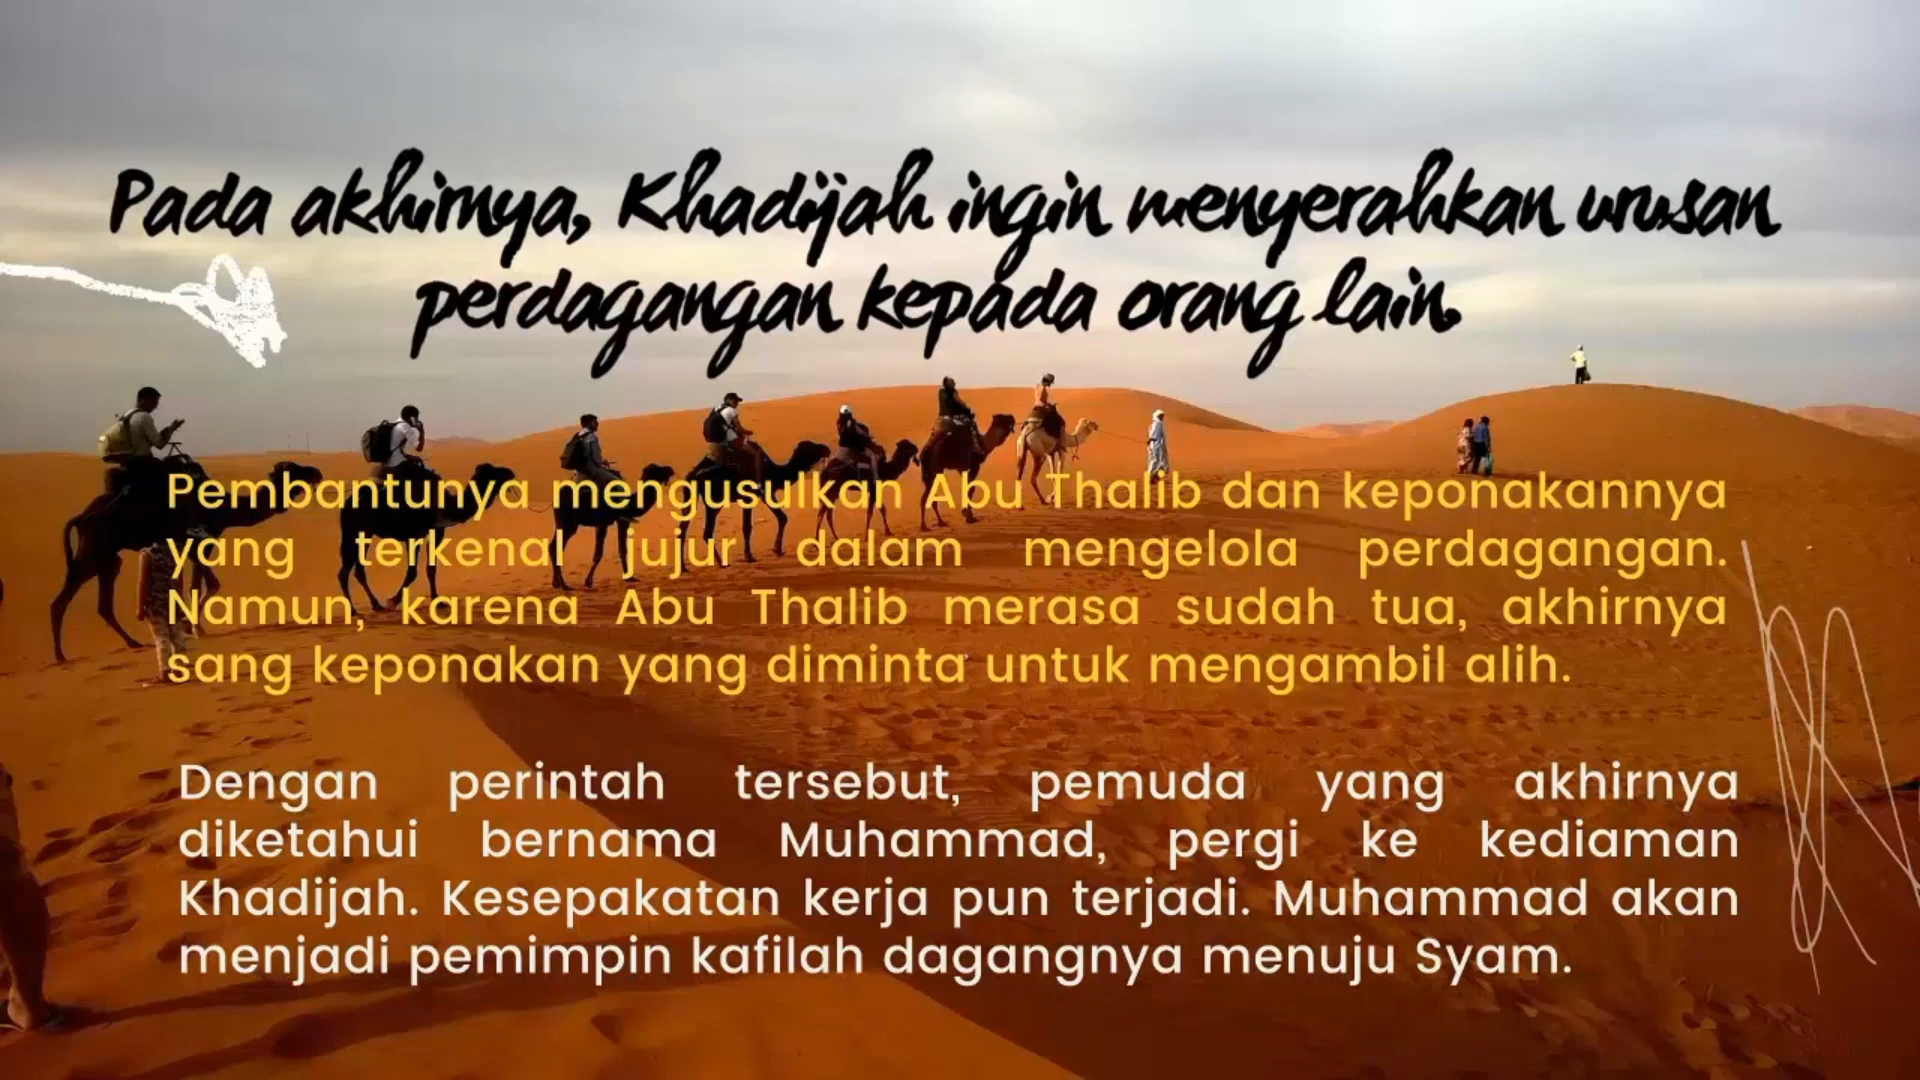 Pada akhirnya, Khadijah ingin menyerahkan urusan
perdagangan kepada orang lain.
Pembantunya mengusulkan Abu Thalib dan keponakannya
yang terkenal jujur dalam mengelola perdagangan.
Namun, karena Abu Thalib merasa sudah tua, akhirnya
sang keponakan yang diminta untuk mengambil alih.
Dengan perintah tersebut, pemuda yang akhirnya
diketahui bernama Muhammad, pergi ke kediaman
Khadijah. Kesepakatan kerja pun terjadi. Muhammad akan
menjadi pemimpin kafilah dagangnya menuju Syam.